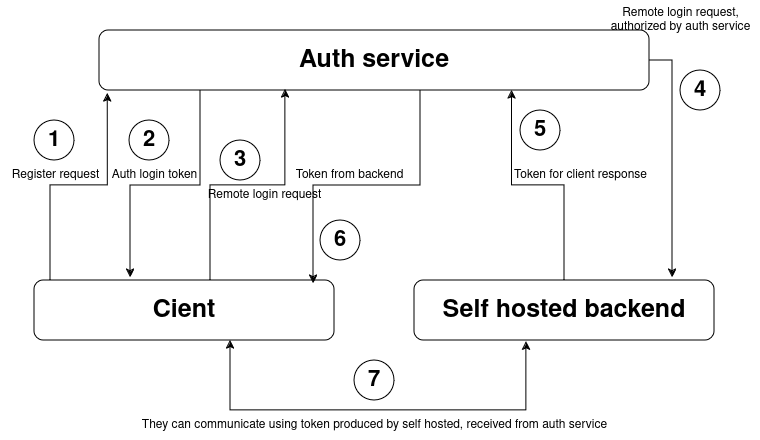 Remote login request,
authorized by auth service
Auth service
4
1
2
3
5
Register request
Auth login token
Remote login request
Token from backend
Token for client response
6
Cient
Self hosted backend
7
They can communicate using token produced by self hosted, received from auth service